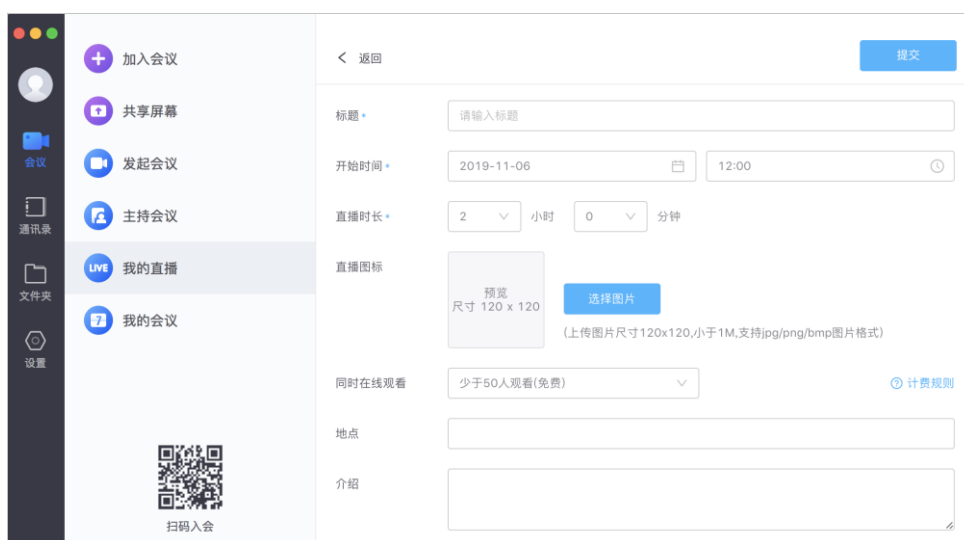 会议
通讯录
文件夹
设置
加入会议
共享屏幕
发起会议
主持会议
LIVE 我的直播
7 我的会议
扫码入会
返回
提交
标题
请输入标题
开始时间
2019-11-06
12:00
直播时长
2 小时 0 分钟
直播图标
预览
尺寸 120 x 120
选择图片
(上传图片尺寸120x120,小于1M,支持jpg/png/bmp图片格式)
同时在线观看
少于50人观看(免费)
计费规则
地点
介绍